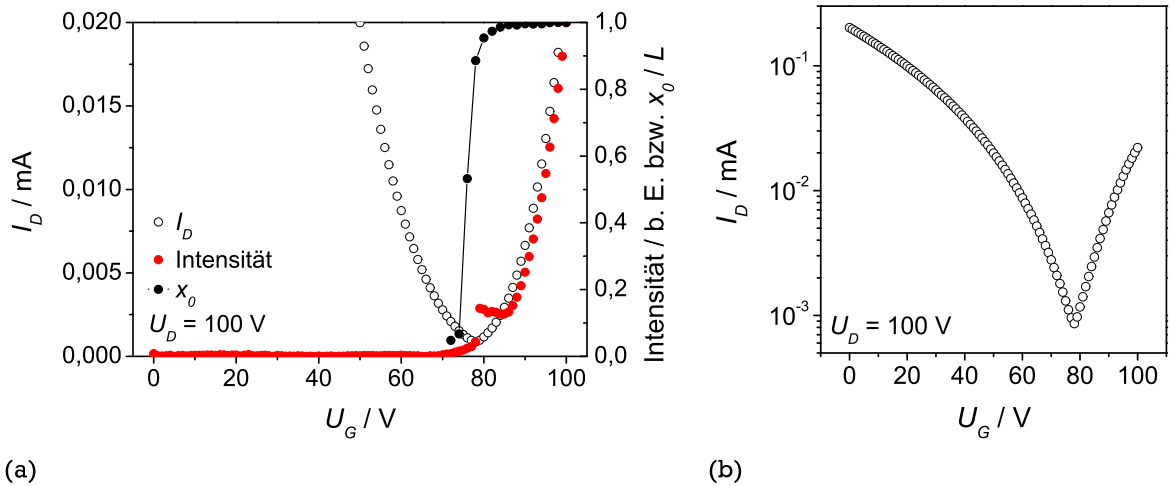 0,020
0,015
0,010
0,005
0,000
I_D / mA
0 20 40 60 80 100
U_G / V
1,0
0,8
0,6
0,4
0,2
0,0
Intensität / b. E. bzw. x_0 / L
I_D
Intensität
x_0
U_D = 100 V
(a)
10^-1
10^-2
10^-3
I_D / mA
U_D = 100 V
0 20 40 60 80 100
U_G / V
(b)